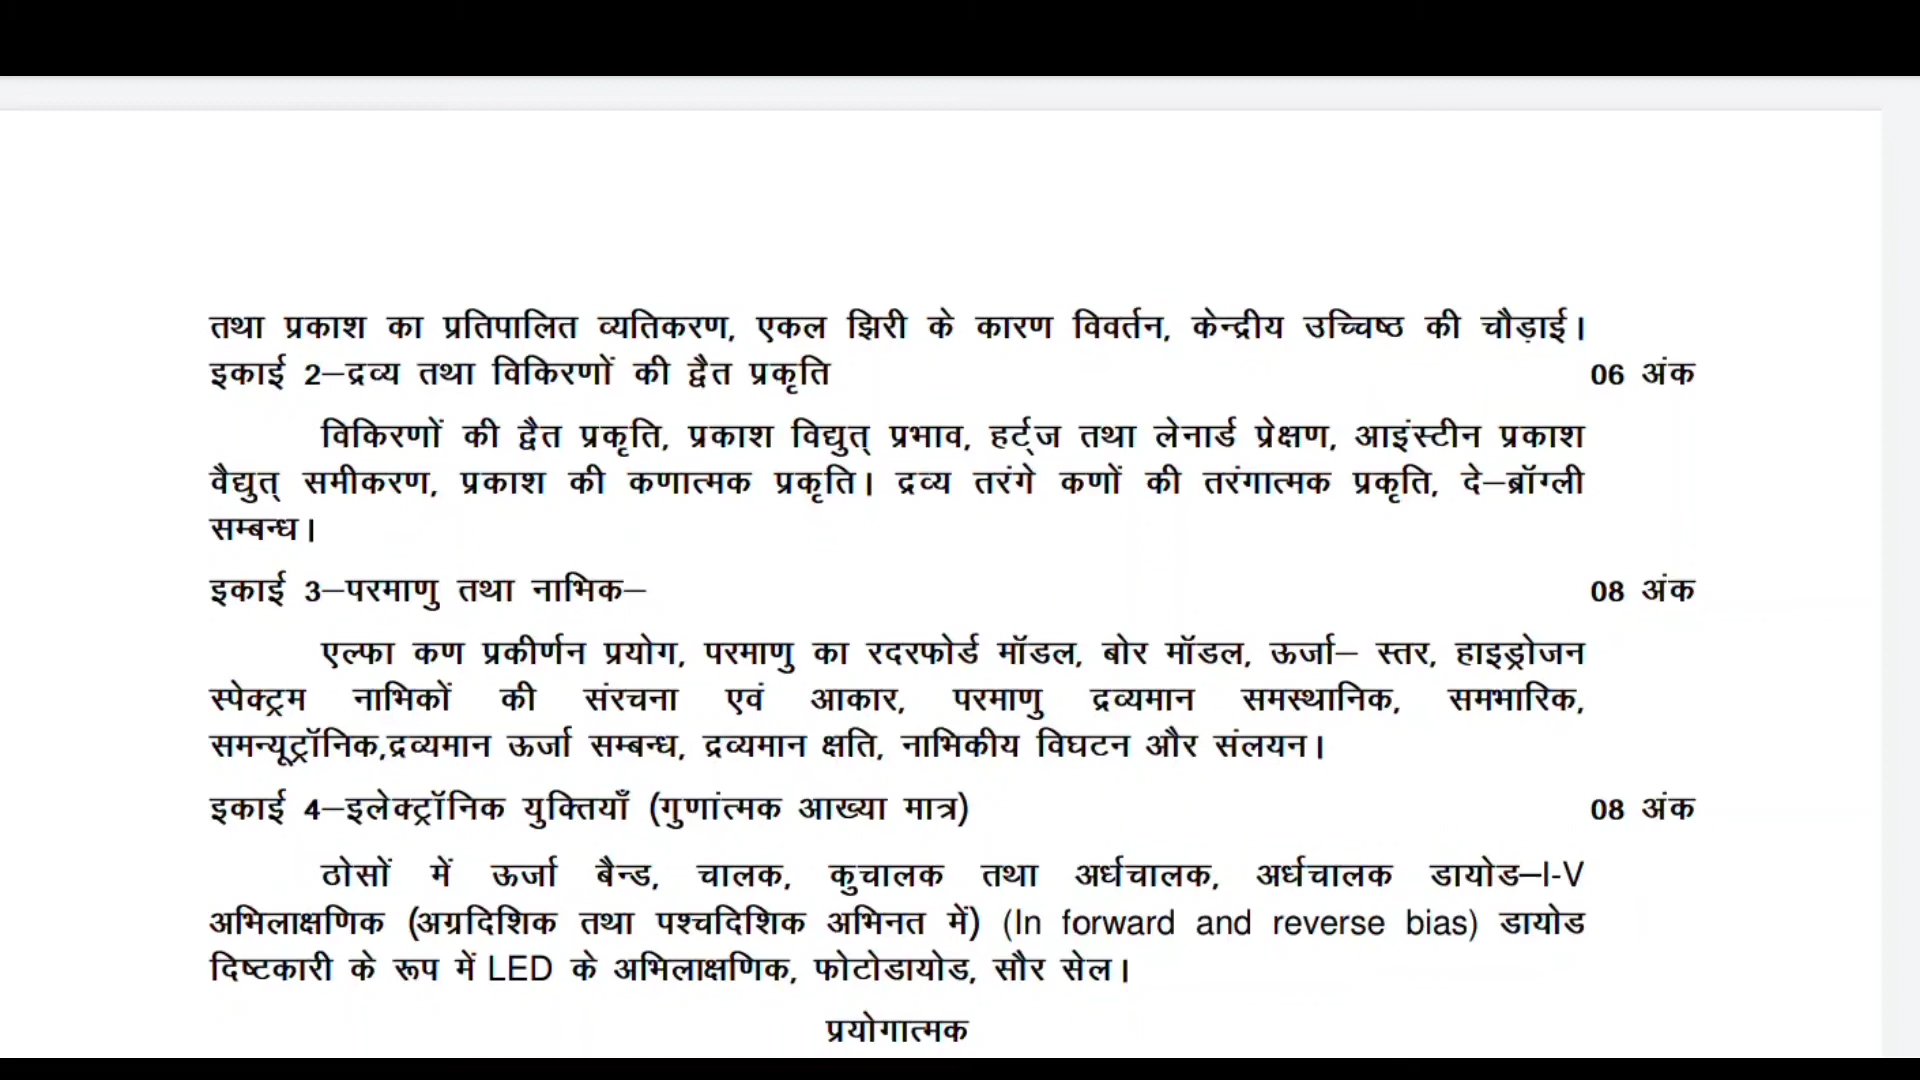 तथा प्रकाश का प्रतिपालित व्यतिकरण, एकल झिरी के कारण विवर्तन, केन्द्रीय उच्चिष्ठ की चौड़ाई।
इकाई 2–द्रव्य तथा विकिरणों की द्वैत प्रकृति 06 अंक
विकिरणों की द्वैत प्रकृति, प्रकाश विद्युत् प्रभाव, हर्ट्ज तथा लेनार्ड प्रेक्षण, आइंस्टीन प्रकाश
वैद्युत् समीकरण, प्रकाश की कणात्मक प्रकृति। द्रव्य तरंगे कणों की तरंगात्मक प्रकृति, दे–ब्रॉग्ली
सम्बन्ध।
इकाई 3–परमाणु तथा नाभिक– 08 अंक
एल्फा कण प्रकीर्णन प्रयोग, परमाणु का रदरफोर्ड मॉडल, बोर मॉडल, ऊर्जा– स्तर, हाइड्रोजन
स्पेक्ट्रम नाभिकों की संरचना एवं आकार, परमाणु द्रव्यमान समस्थानिक, समभारिक,
समन्यूट्रॉनिक,द्रव्यमान ऊर्जा सम्बन्ध, द्रव्यमान क्षति, नाभिकीय विघटन और संलयन।
इकाई 4–इलेक्ट्रॉनिक युक्तियाँ (गुणांत्मक आख्या मात्र) 08 अंक
ठोसों में ऊर्जा बैन्ड, चालक, कुचालक तथा अर्धचालक, अर्धचालक डायोड–I-V
अभिलाक्षणिक (अग्रदिशिक तथा पश्चदिशिक अभिनत में) (In forward and reverse bias) डायोड
दिष्टकारी के रूप में LED के अभिलाक्षणिक, फोटोडायोड, सौर सेल।
प्रयोगात्मक